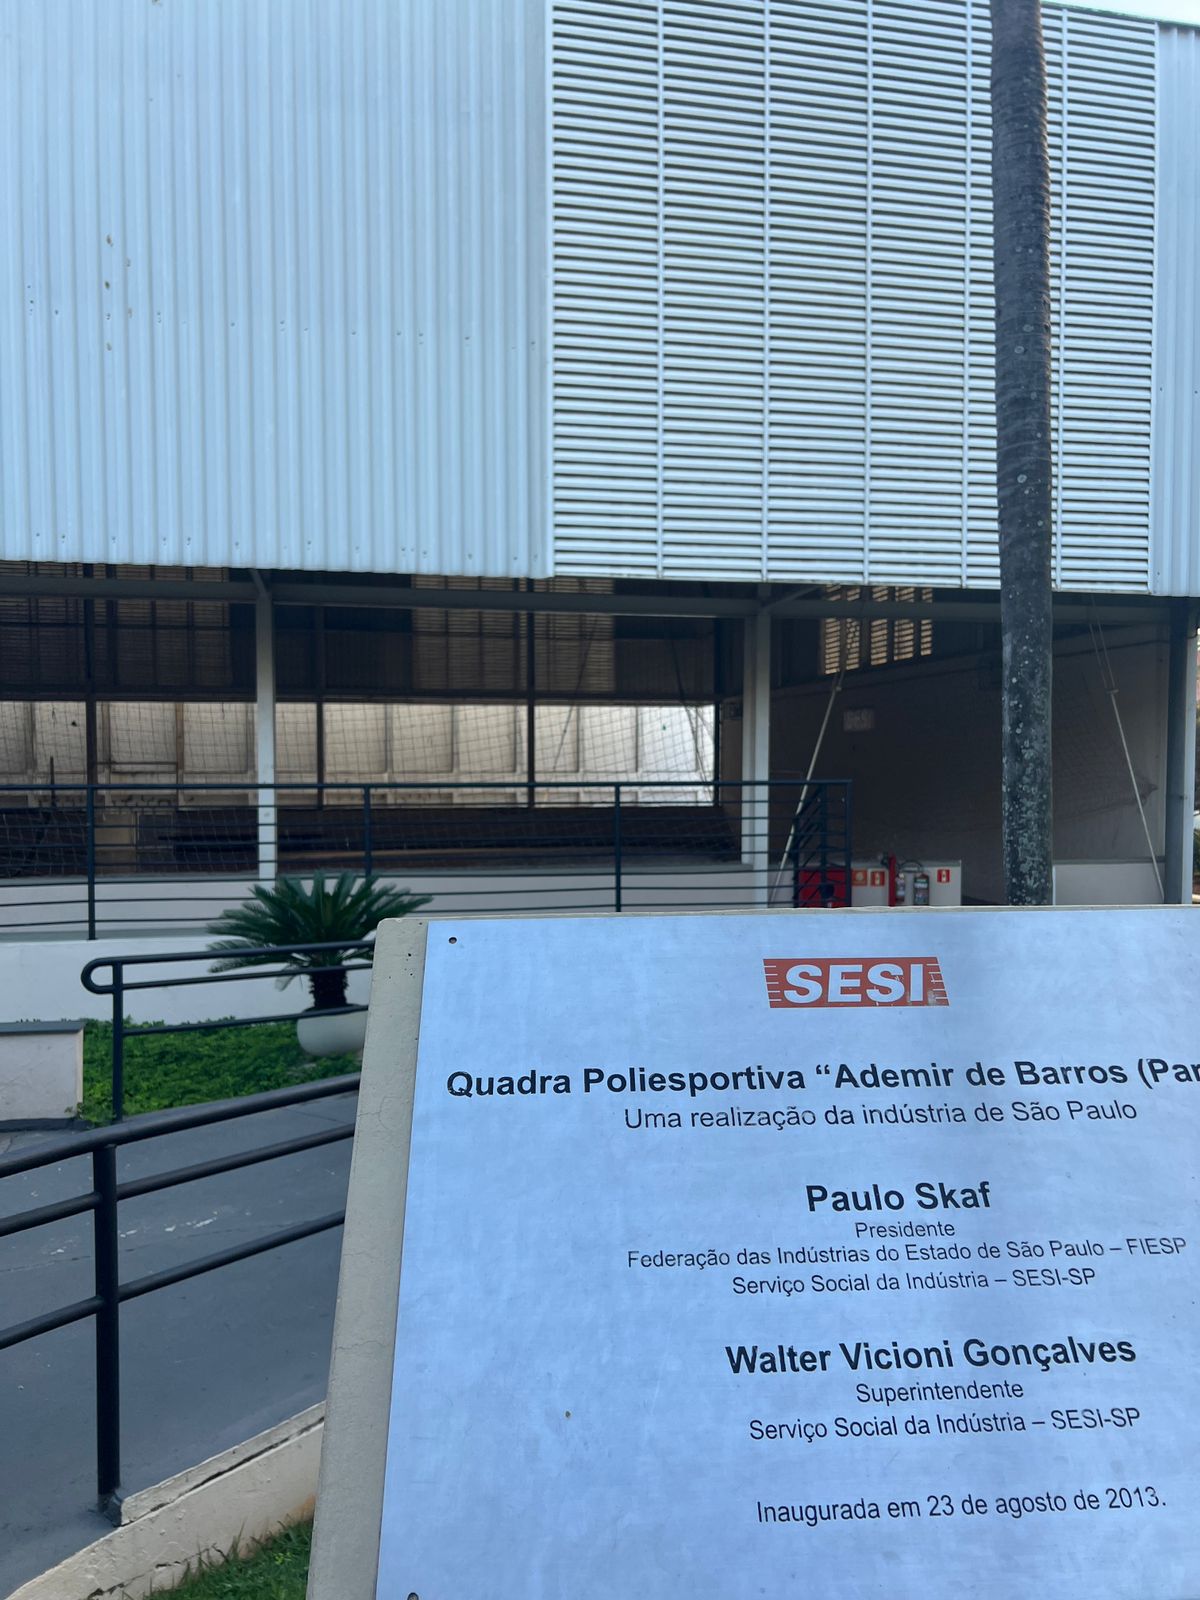 SESI
Quadra Poliesportiva “Ademir de Barros (Par
Uma realização da indústria de São Paulo
Paulo Skaf
Presidente
Federação das Indústrias do Estado de São Paulo – FIESP
Serviço Social da Indústria – SESI-SP
Walter Vicioni Gonçalves
Superintendente
Serviço Social da Indústria – SESI-SP
Inaugurada em 23 de agosto de 2013.